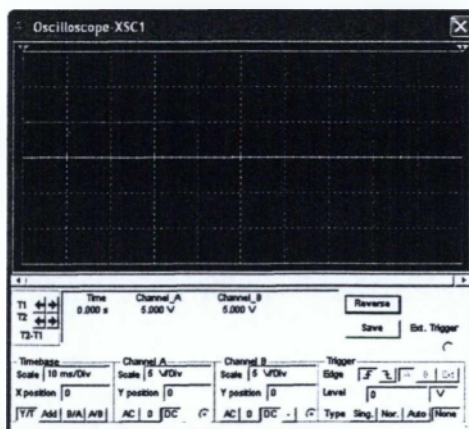 Oscilloscope-XSC1
Time Channel_A Channel_B
T1 0.000 s 5.000 V 5.000 V
T2
T2-T1
Reverse
Save Ext. Trigger
Timebase Channel A Channel B Trigger
Scale 10 ms/Div Scale 5 V/Div Scale 5 V/Div Edge Ext
X position 0 Y position 0 Y position 0 Level 0 V
Y/T Add B/A A/B AC 0 DC AC 0 DC - Type Sing. Nor. Auto None